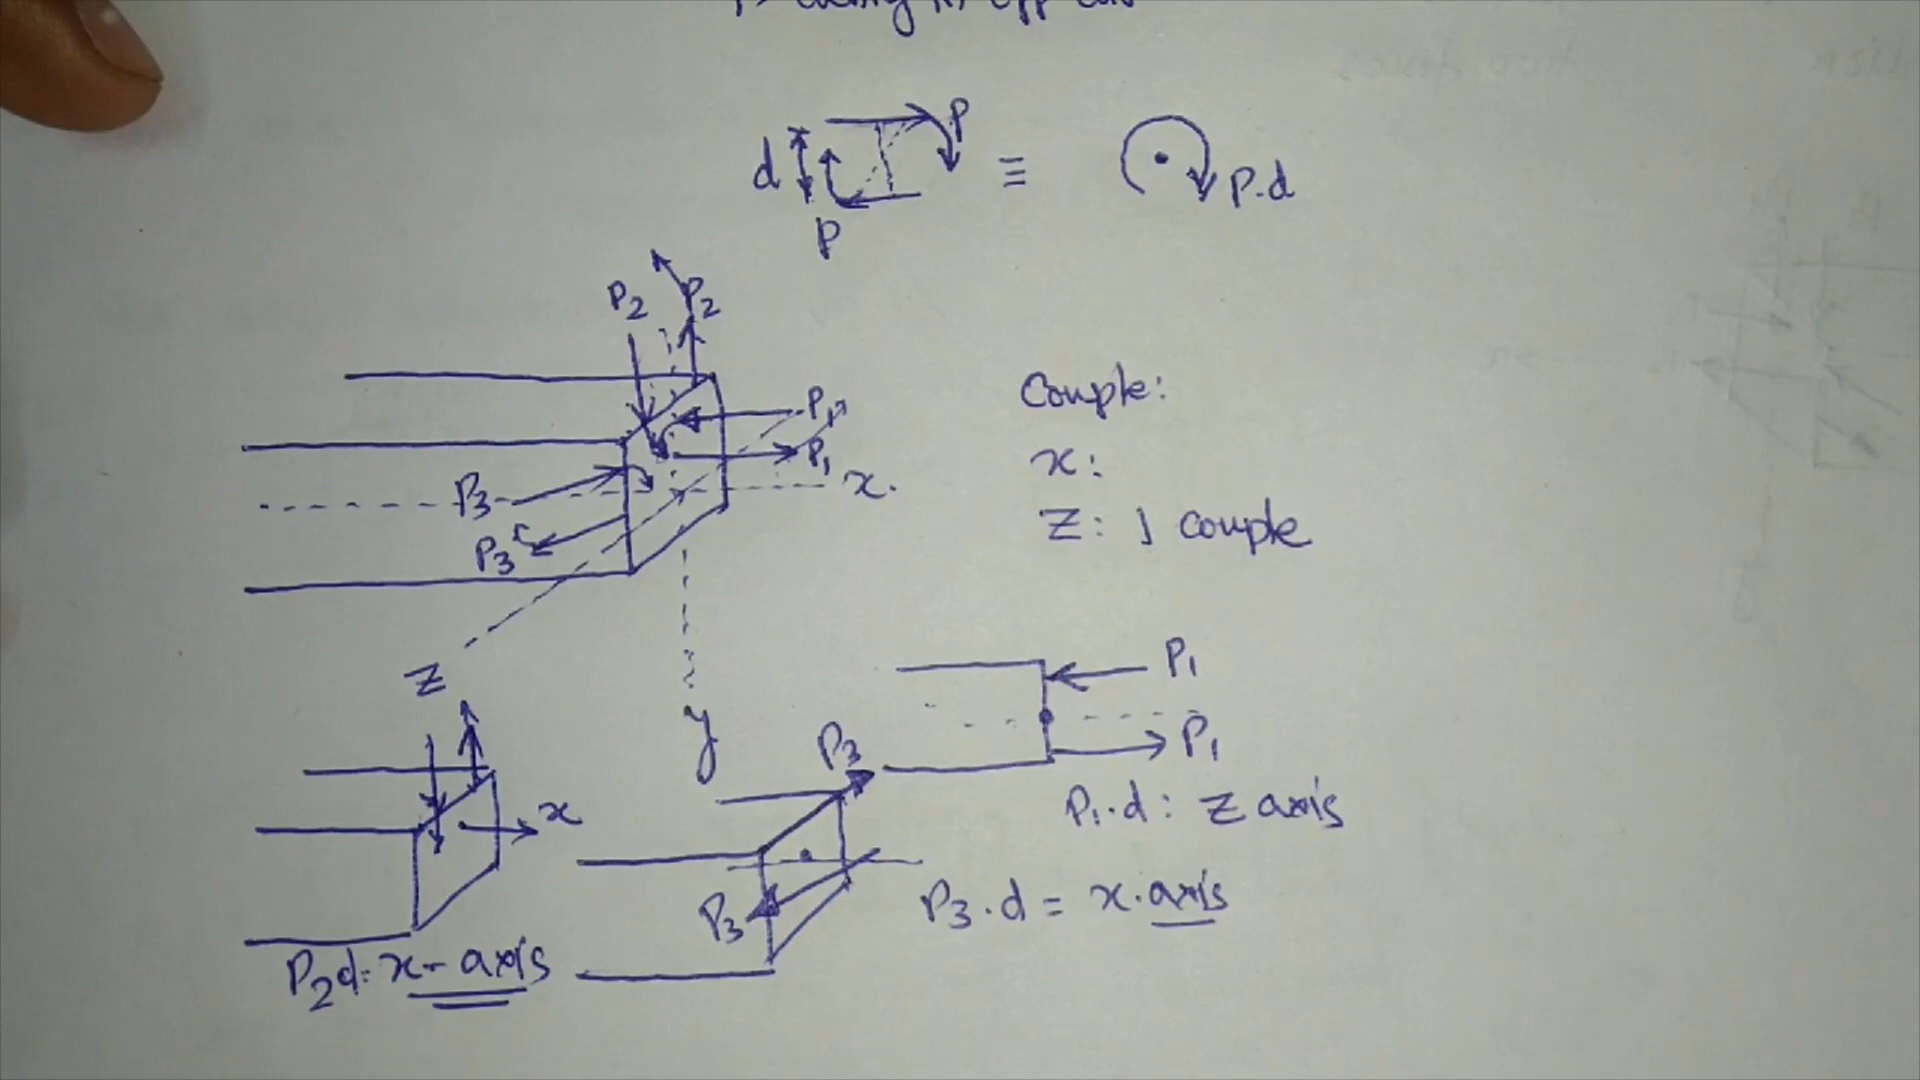 P
d
≡
P.d
P
P2
P2
P1
P1
x.
P3
P3
Z
y
Couple:
x:
Z: 1 couple
P1
P1
P1.d: Z axis
x
P2d: x- axis
P3
P3
P3.d = x.axis